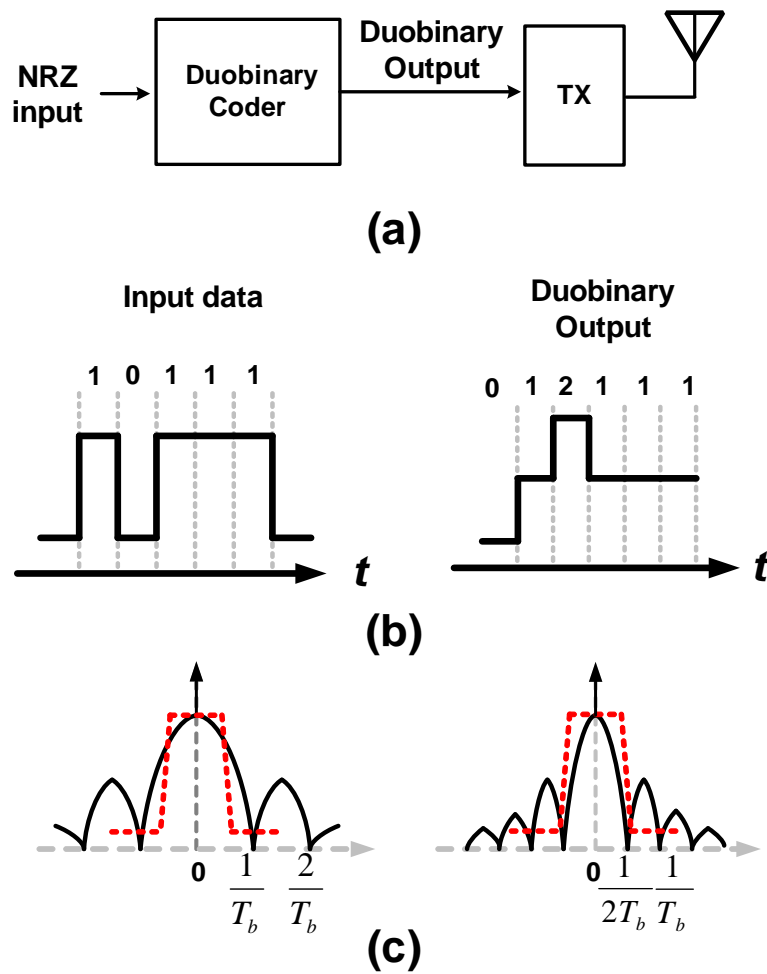 NRZ input
Duobinary Coder
Duobinary Output
TX
(a)
Input data
1 0 1 1 1
t
Duobinary Output
0 1 2 1 1 1
t
(b)
0 1/T_b 2/T_b
0 1/2T_b 1/T_b
(c)